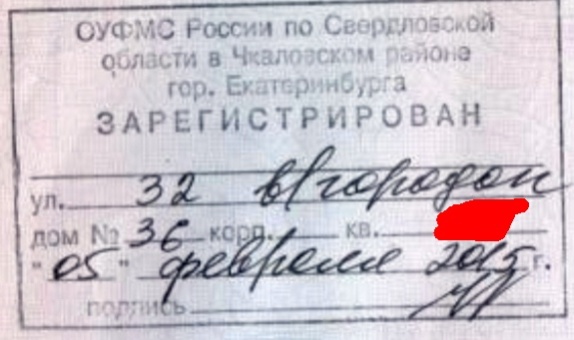 ОУФМС России по Свердловской
области в Чкаловском районе
гор. Екатеринбурга
ЗАРЕГИСТРИРОВАН
ул. 32 в/городок
дом № 36 корп. кв.
"05" февраля 2015 г.
подпись